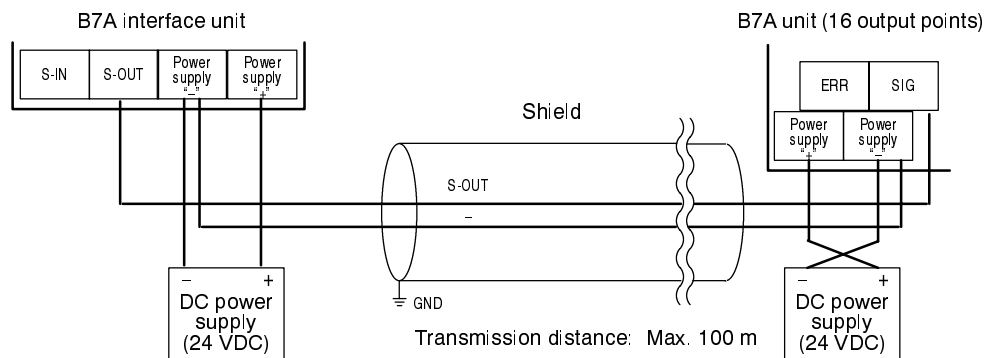 B7A interface unit
B7A unit (16 output points)
S-IN
S-OUT
Power
supply
“–”
Power
supply
“+”
ERR
SIG
Power
supply
“+”
Power
supply
“–”
Shield
S-OUT
–
GND
– +
DC power
supply
(24 VDC)
– +
DC power
supply
(24 VDC)
Transmission distance: Max. 100 m